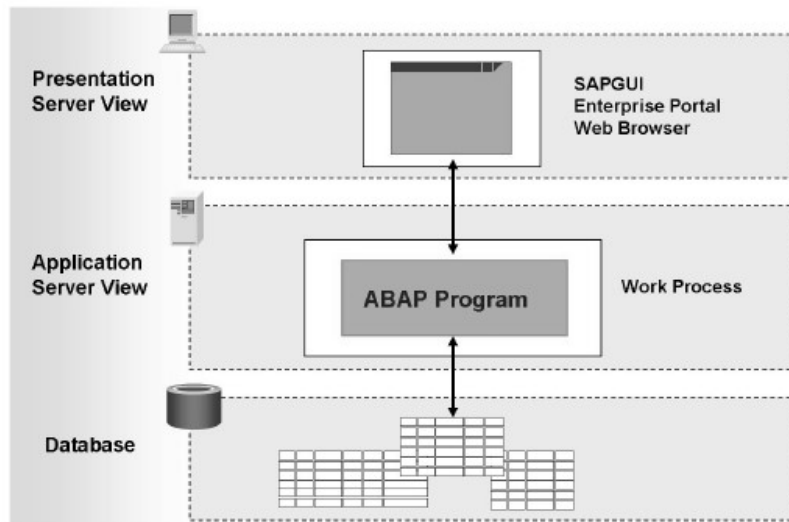 Presentation
Server View
SAPGUI
Enterprise Portal
Web Browser
Application
Server View
ABAP Program
Work Process
Database